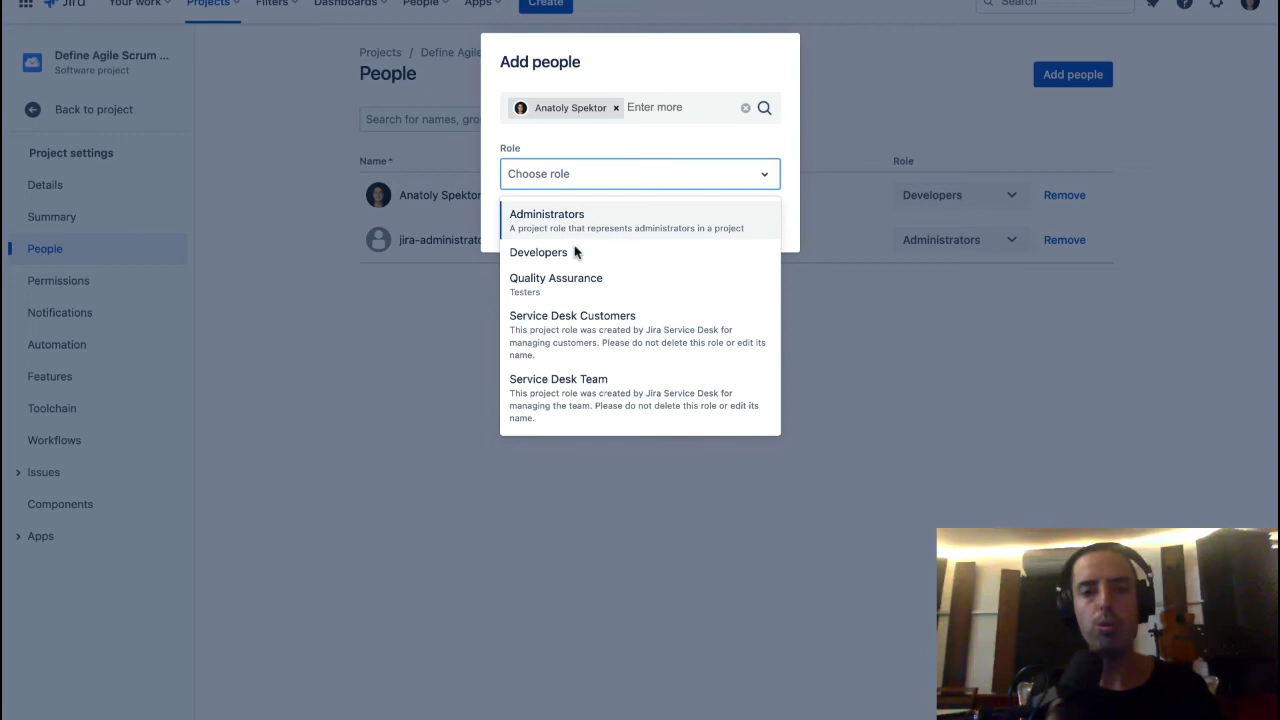 Jira Your work Projects Filters Dashboards People Apps Create Search
Define Agile Scrum ...
Software project
Back to project
Project settings
Details
Summary
People
Permissions
Notifications
Automation
Features
Toolchain
Workflows
Issues
Components
Apps
Projects / Define Agile
People
Add people
Search for names, gro
Name
Role
Anatoly Spektor
Developers
Remove
jira-administrato
Administrators
Remove
Add people
Anatoly Spektor × Enter more
Role
Choose role
Administrators
A project role that represents administrators in a project
Developers
Quality Assurance
Testers
Service Desk Customers
This project role was created by Jira Service Desk for
managing customers. Please do not delete this role or edit its
name.
Service Desk Team
This project role was created by Jira Service Desk for
managing the team. Please do not delete this role or edit its
name.